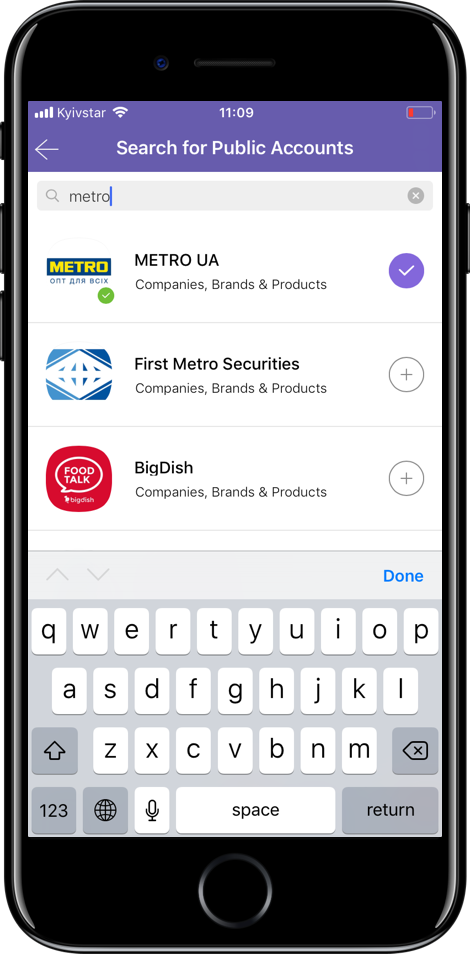 Kyivstar 11:09
Search for Public Accounts
metro
METRO
ОПТ ДЛЯ ВСІХ
METRO UA
Companies, Brands & Products
First Metro Securities
Companies, Brands & Products
FOOD
TALK
bigdish
BigDish
Companies, Brands & Products
Done
q w e r t y u i o p
a s d f g h j k l
z x c v b n m
123 space return